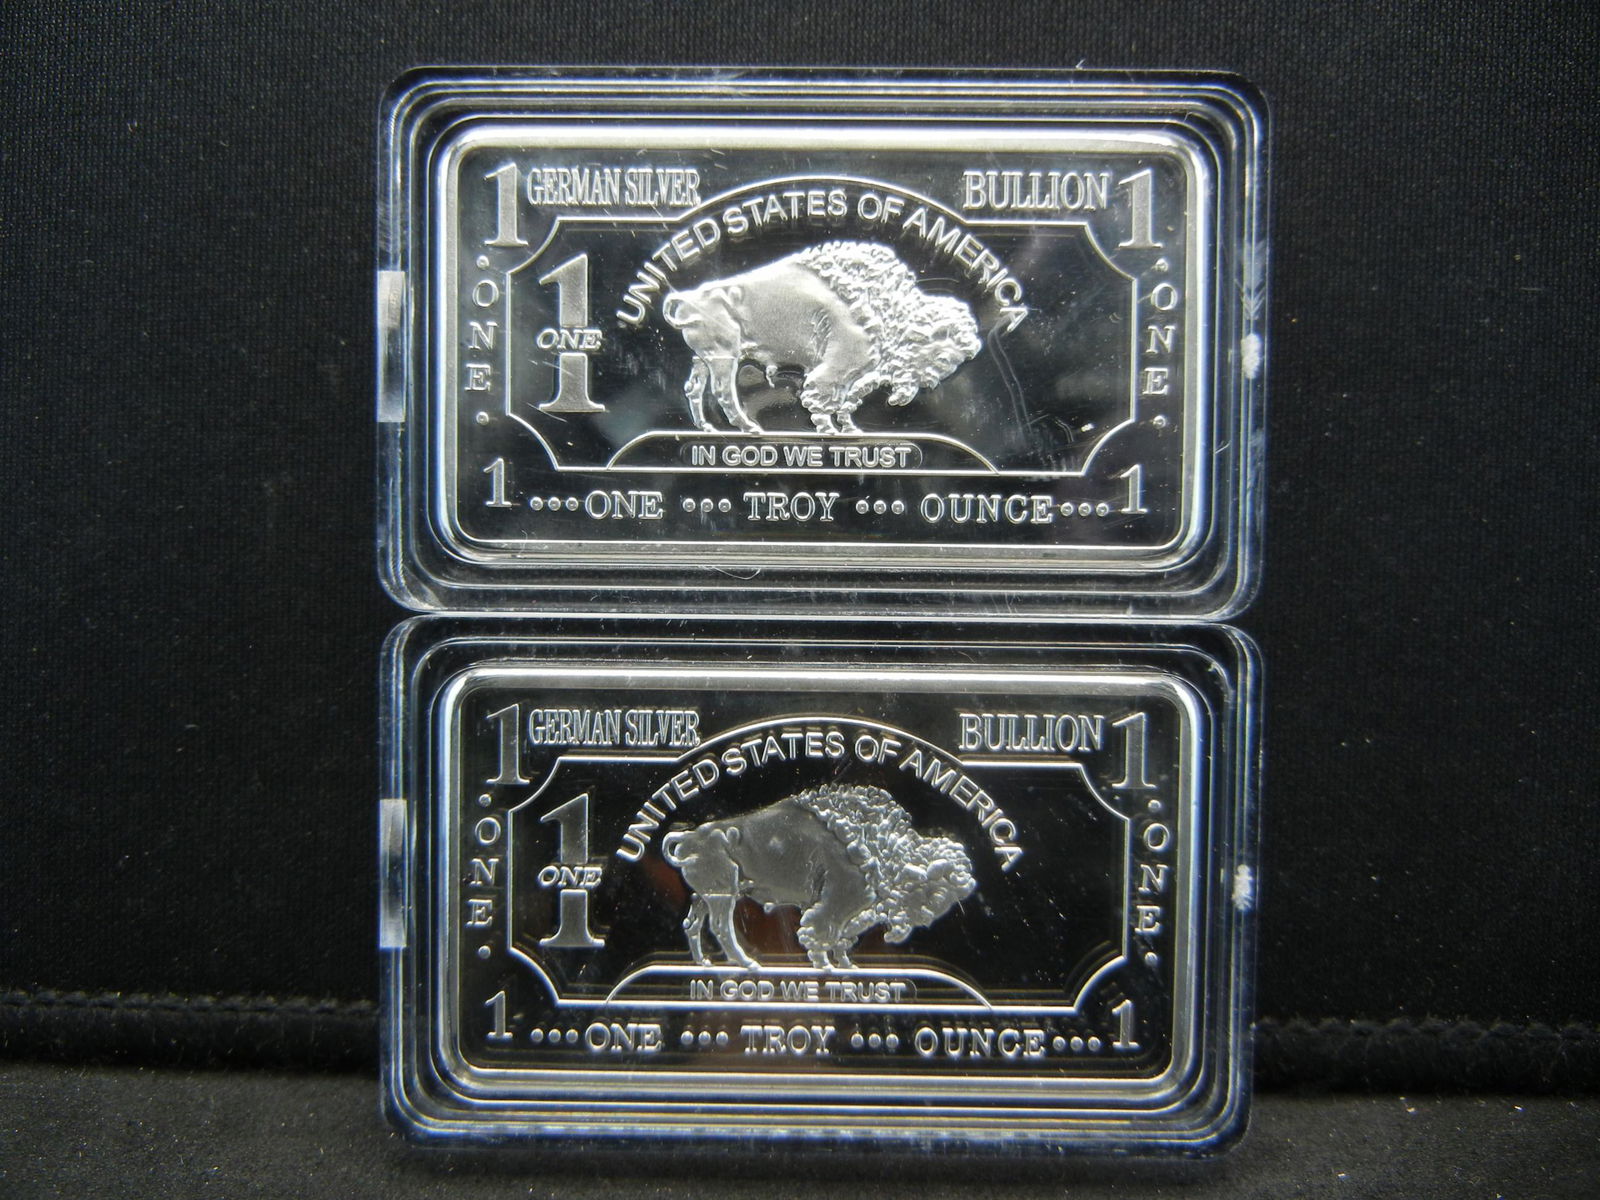 1 GERMAN SILVER BULLION 1
UNITED STATES OF AMERICA
·ONE·
1
ONE
·ONE·
IN GOD WE TRUST
1 ···ONE ··· TROY ··· OUNCE··· 1
1 GERMAN SILVER BULLION 1
UNITED STATES OF AMERICA
·ONE·
1
ONE
·ONE·
IN GOD WE TRUST
1 ···ONE ··· TROY ··· OUNCE··· 1